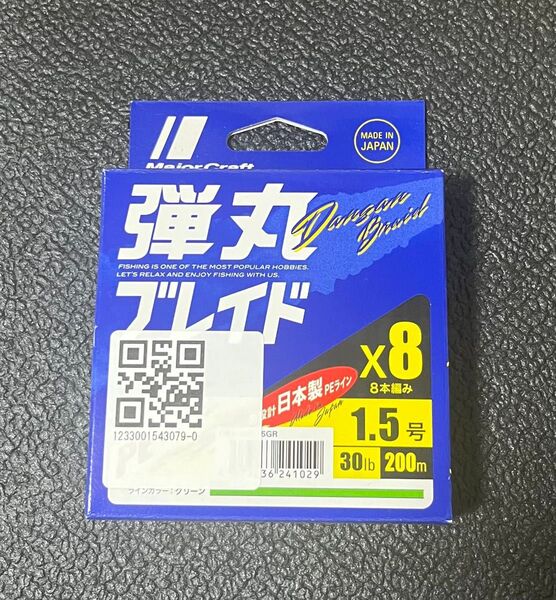 MajorCraft
MADE IN
JAPAN
弾丸
Dangan
Braid
FISHING IS ONE OF THE MOST POPULAR HOBBIES.
LET'S RELAX AND ENJOY FISHING WITH US.
ブレイド
X8
8本編み
日本製 PEライン
1.5号
30lb 200m
1233001543079-0
5GR
36 241029
ラインカラー:グリーン